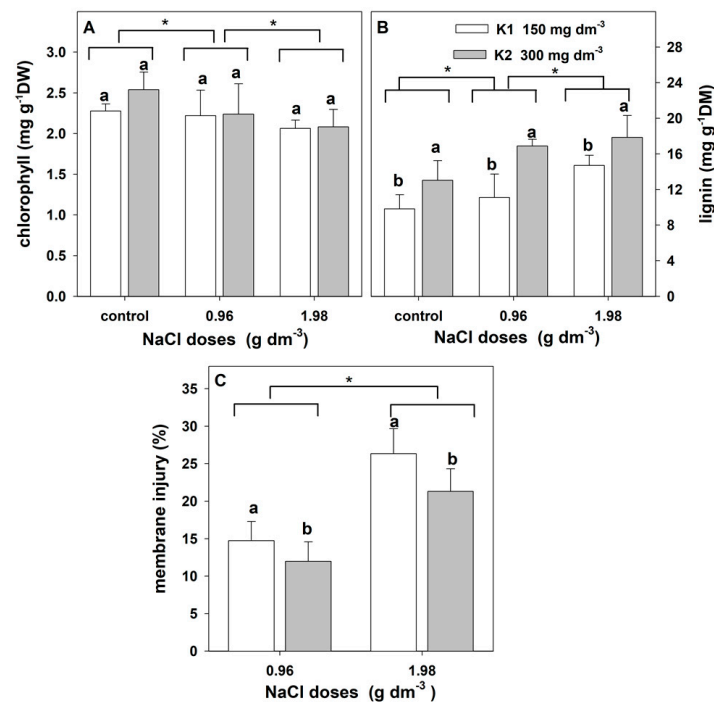 A
*
*
3.0
2.5
2.0
1.5
1.0
0.5
0.0
chlorophyll (mg g⁻¹DW)
a
a
a
a
a
a
control
0.96
1.98
NaCl doses (g dm⁻³)
B
K1 150 mg dm⁻³
K2 300 mg dm⁻³
*
*
28
24
20
16
12
8
4
0
lignin (mg g⁻¹DM)
b
a
b
a
b
a
control
0.96
1.98
NaCl doses (g dm⁻³)
C
*
35
30
25
20
15
10
5
0
membrane injury (%)
a
b
a
b
0.96
1.98
NaCl doses (g dm⁻³ )